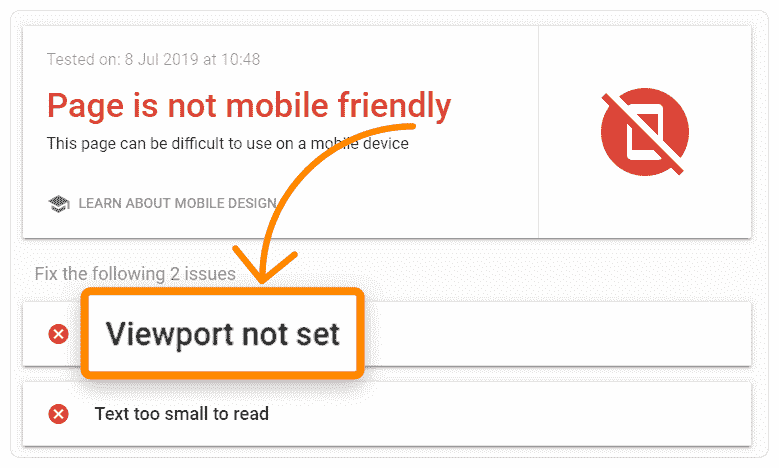 Tested on: 8 Jul 2019 at 10:48
Page is not mobile friendly
This page can be difficult to use on a mobile device
LEARN ABOUT MOBILE DESIGN
Fix the following 2 issues
Viewport not set
Text too small to read